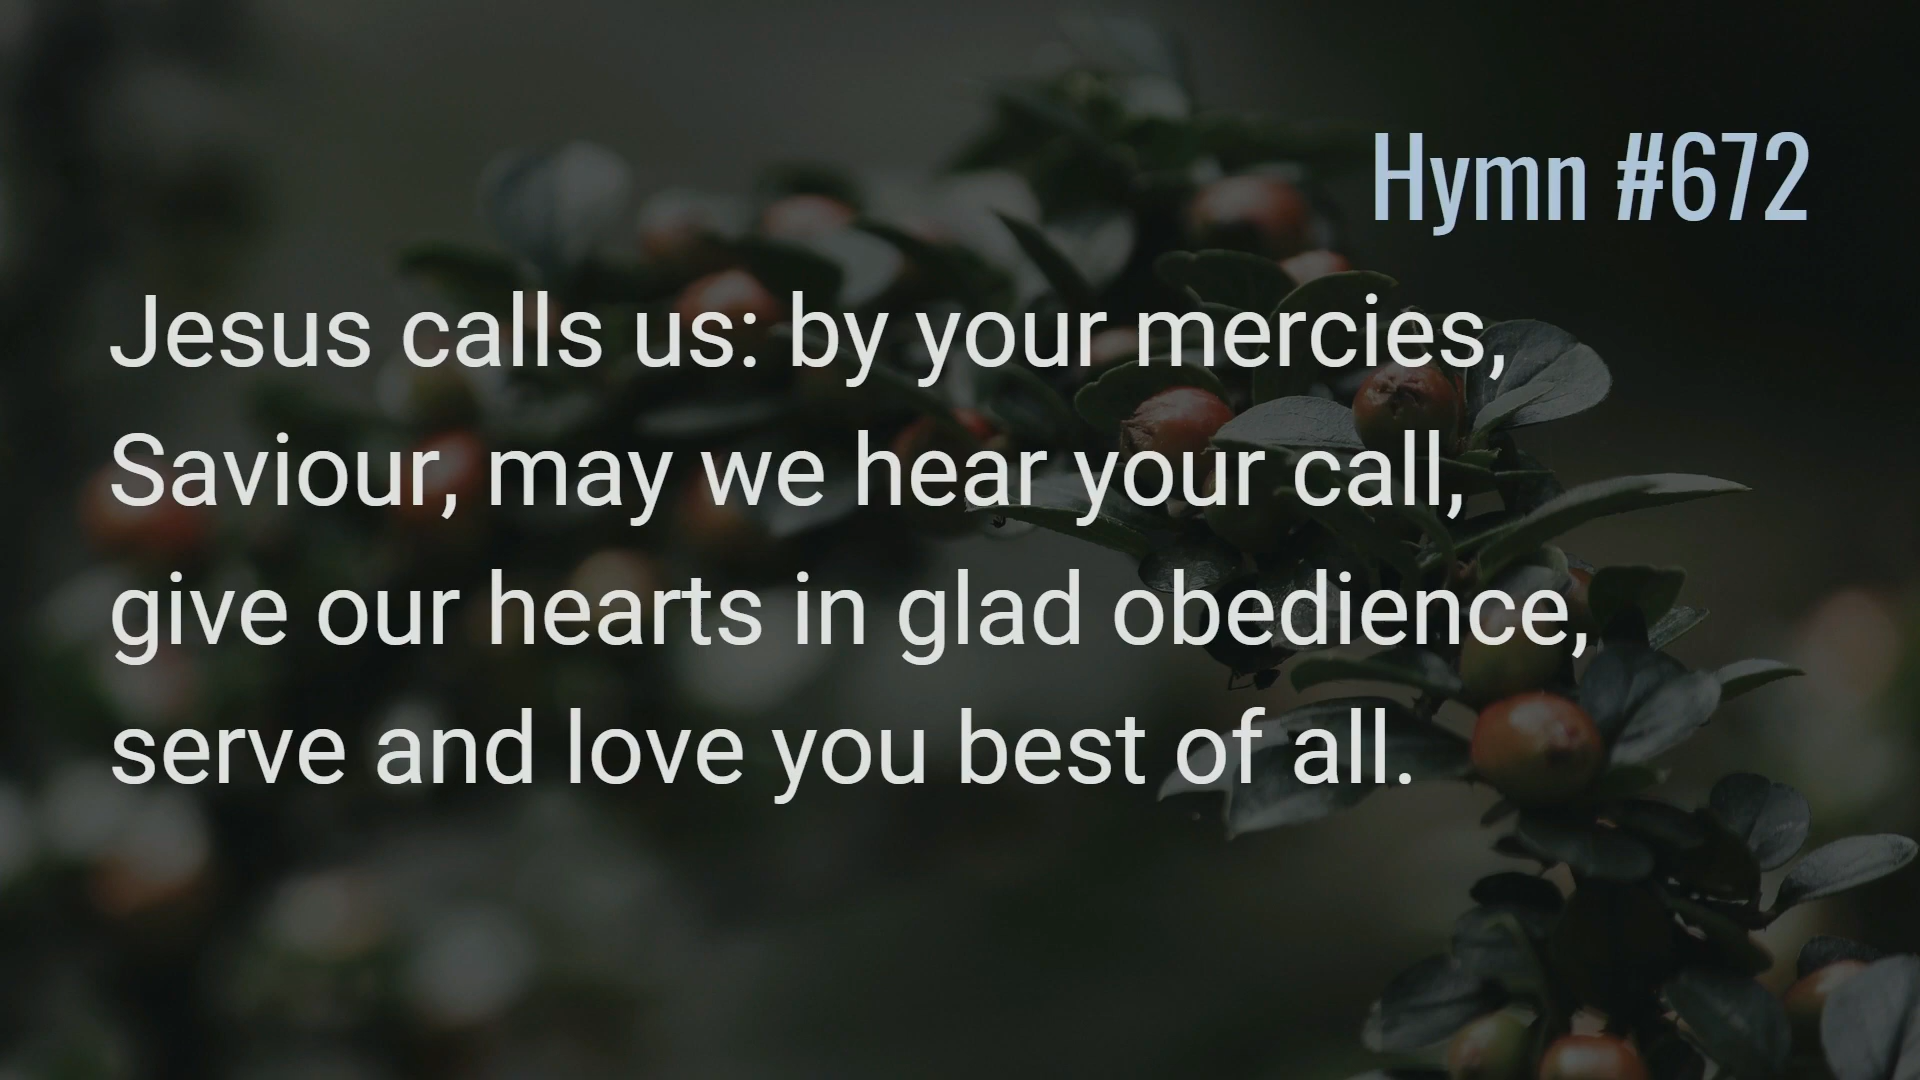 Hymn #672
Jesus calls us: by your mercies,
Saviour, may we hear your call,
give our hearts in glad obedience,
serve and love you best of all.